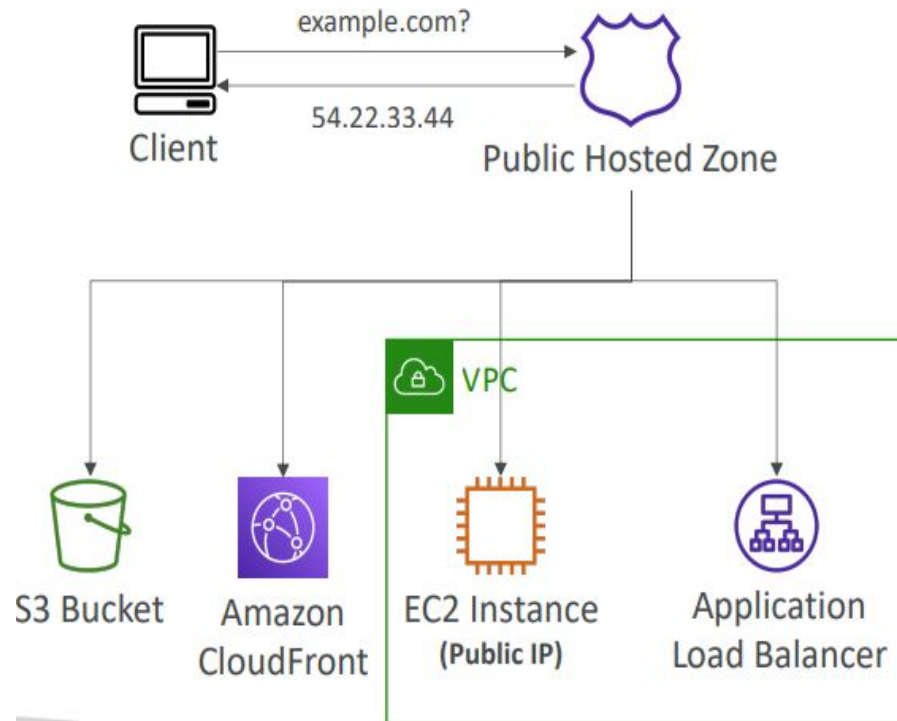 example.com?
54.22.33.44
Client
Public Hosted Zone
VPC
S3 Bucket
Amazon
CloudFront
EC2 Instance
(Public IP)
Application
Load Balancer